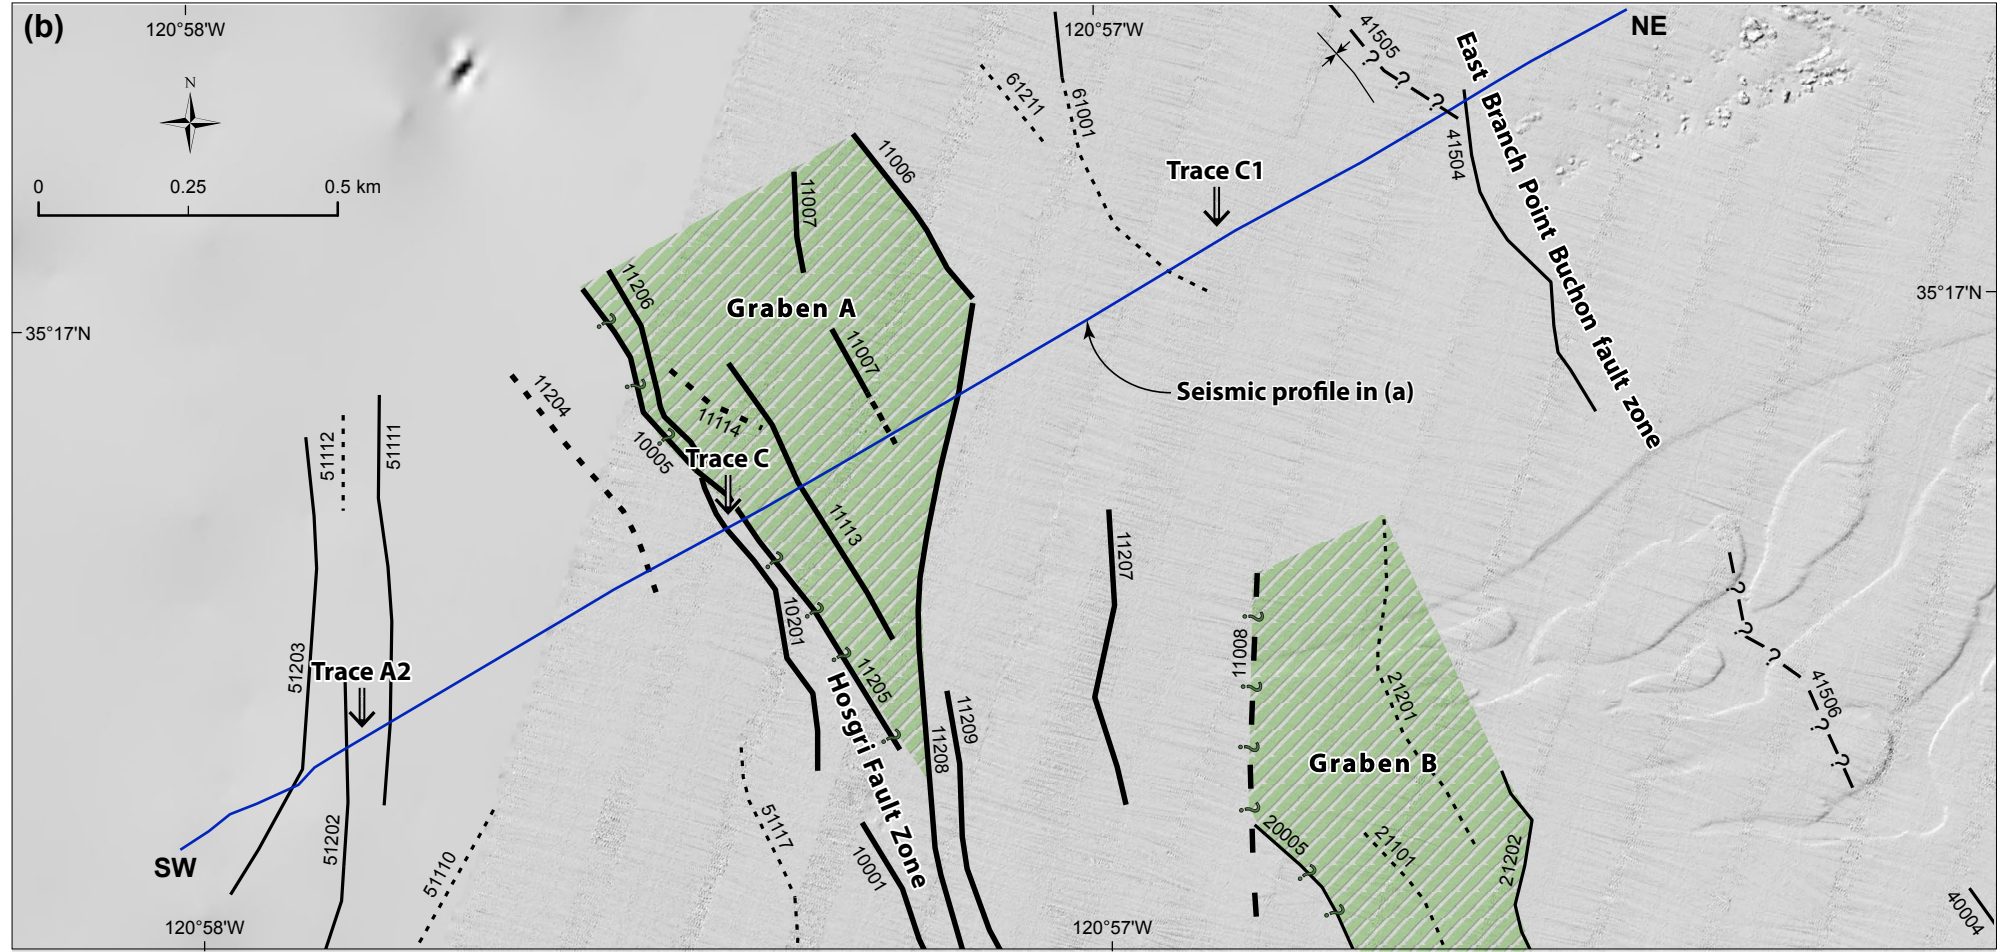 (b)
120°58'W
120°57'W
NE
N
0 0.25 0.5 km
41505
?
?
?
East Branch Point Buchon fault zone
61211
61001
41504
11006
Trace C1
11007
35°17'N
35°17'N
11206
Graben A
?
11007
Seismic profile in (a)
?
11204
11114
51112
51111
10005
?
Trace C
11113
11207
?
?
10201
?
11205
?
51203
Trace A2
Hosgri Fault Zone
11209
11208
11008
?
?
?
?
21201
Graben B
?
?
?
41506
?
?
51202
51110
51117
10001
20005
?
?
21101
21202
40004
SW
120°58'W
120°57'W